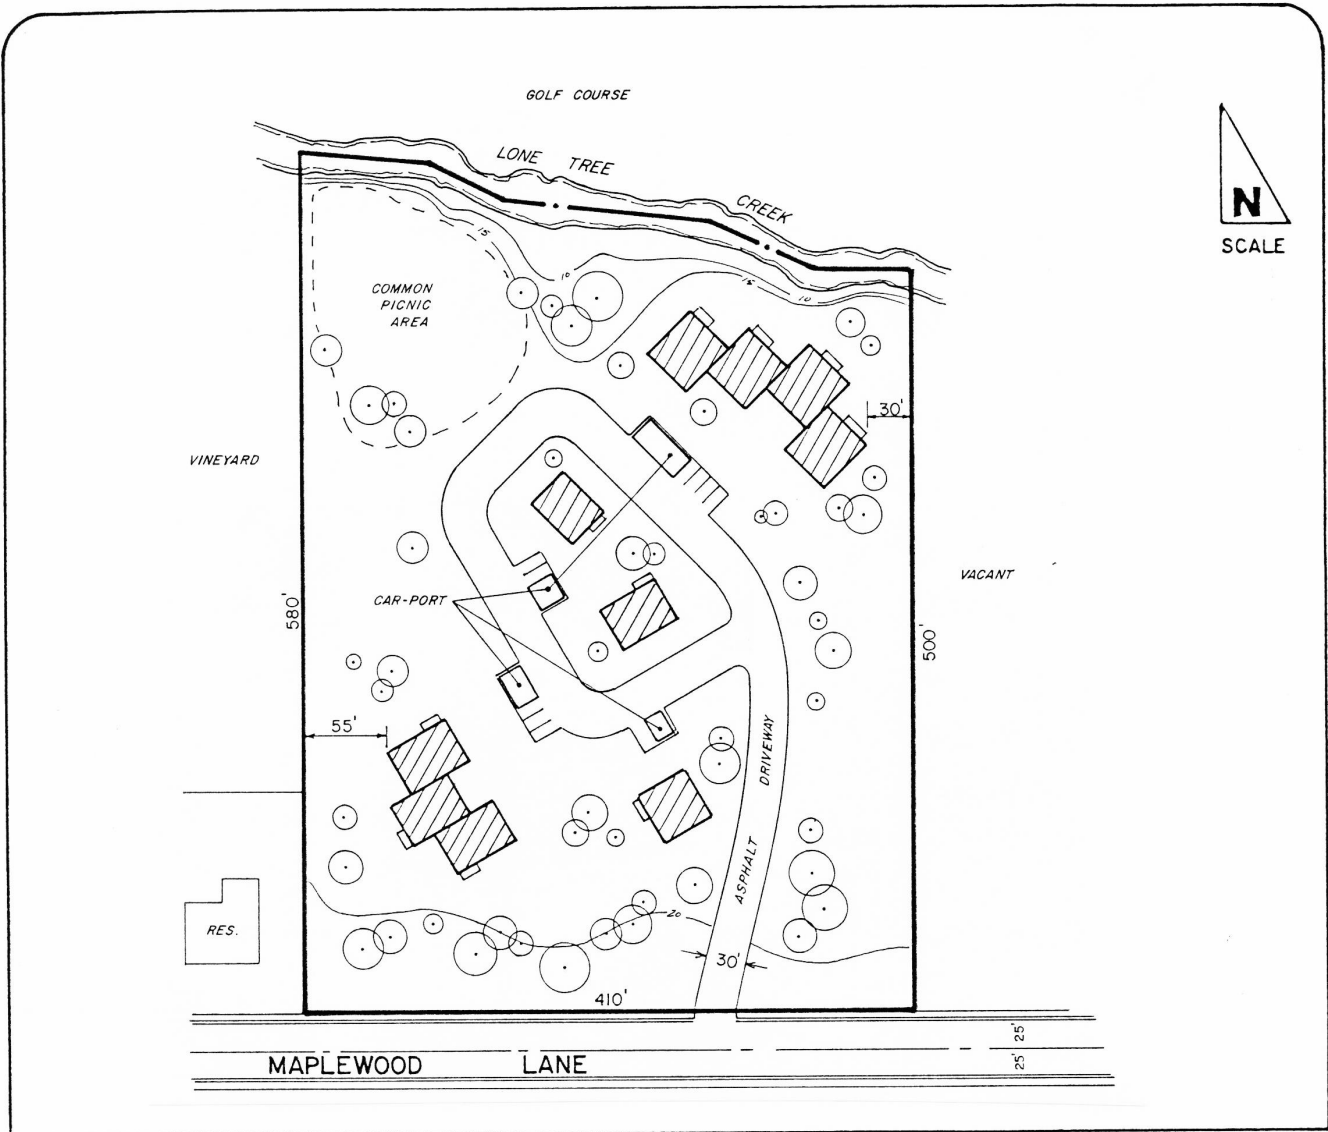 GOLF COURSE
LONE TREE CREEK
N
SCALE
15
10
15
10
COMMON
PICNIC
AREA
30'
VINEYARD
VACANT
CAR-PORT
580'
500'
55'
ASPHALT DRIVEWAY
RES.
20
30'
410'
25' 25'
MAPLEWOOD LANE